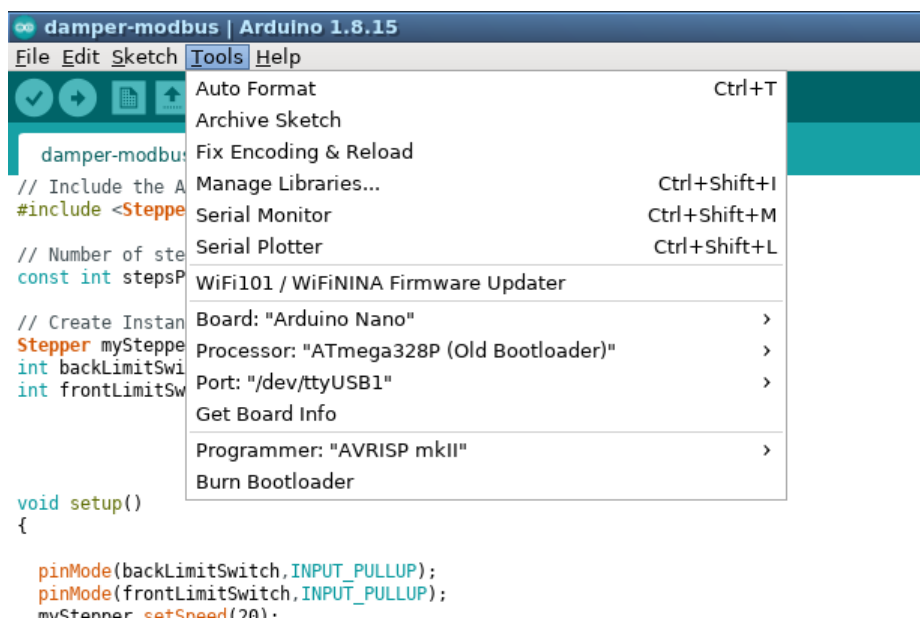 damper-modbus | Arduino 1.8.15
File Edit Sketch Tools Help
Auto Format Ctrl+T
Archive Sketch
Fix Encoding & Reload
Manage Libraries... Ctrl+Shift+I
Serial Monitor Ctrl+Shift+M
Serial Plotter Ctrl+Shift+L
WiFi101 / WiFiNINA Firmware Updater
Board: "Arduino Nano"
Processor: "ATmega328P (Old Bootloader)"
Port: "/dev/ttyUSB1"
Get Board Info
Programmer: "AVRISP mkII"
Burn Bootloader
damper-modbus
// Include the A
#include <Steppe
// Number of ste
const int stepsP
// Create Instan
Stepper mySteppe
int backLimitSwi
int frontLimitSw
void setup()
{
pinMode(backLimitSwitch,INPUT_PULLUP);
pinMode(frontLimitSwitch,INPUT_PULLUP);
myStepper.setSpeed(20);